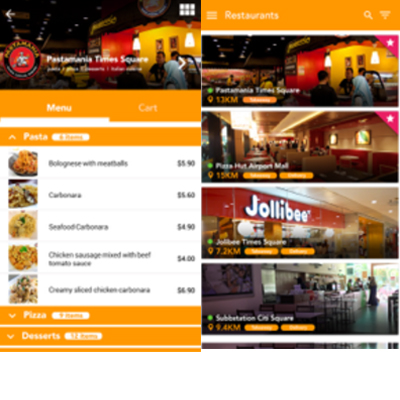 PASTAMANIA
Pastamania Times Square
Menu
Cart
Pasta 6 items
Bolognese with meatballs $5.90
Carbonara $5.60
Seafood Carbonara $4.90
Chicken sausage mixed with beef
tomato sauce $4.00
Creamy sliced chicken carbonara $6.90
Pizza 9 items
Desserts 12 items
Restaurants
Pastamania Times Square
13KM Takeaway
Pizza Hut Airport Mall
15KM Takeaway Delivery
Jollibee
Jolibee Times Square
7.2KM Takeaway Delivery
Subbstation Citi Square
9.4KM Takeaway Delivery